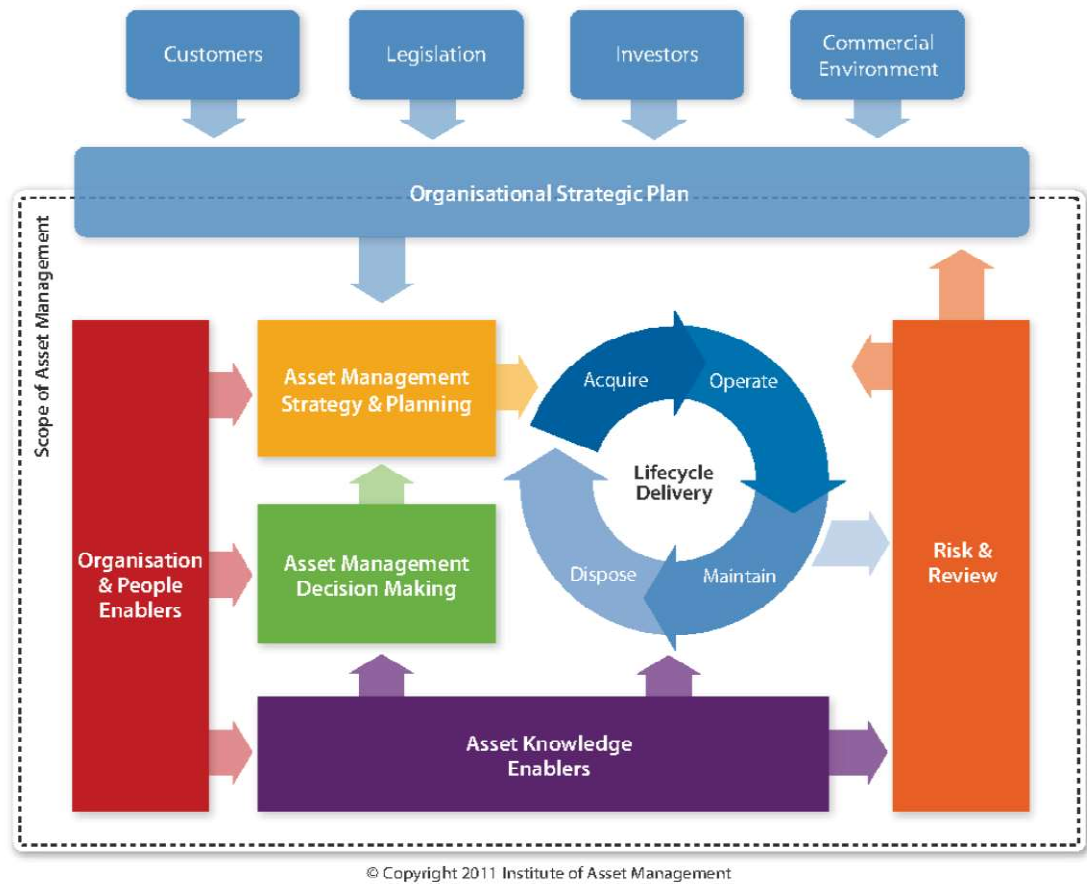 Customers
Legislation
Investors
Commercial
Environment
Organisational Strategic Plan
Scope of Asset Management
Asset Management
Strategy & Planning
Acquire
Operate
Lifecycle
Delivery
Organisation
& People
Enablers
Asset Management
Decision Making
Dispose
Maintain
Risk &
Review
Asset Knowledge
Enablers
© Copyright 2011 Institute of Asset Management